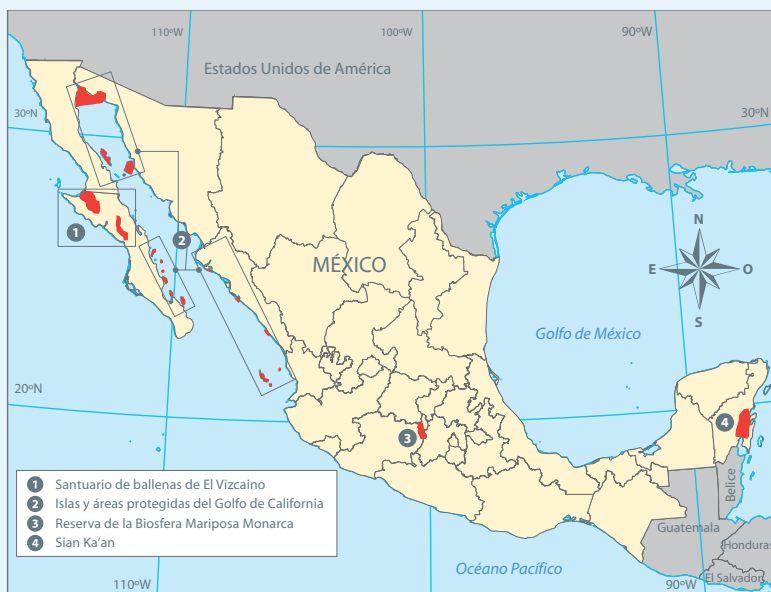 110ºW
100ºW
90ºW
Estados Unidos de América
30ºN
30ºN
1
2
MÉXICO
N
E
O
S
Golfo de México
20ºN
3
4
1 Santuario de ballenas de El Vizcaino
2 Islas y áreas protegidas del Golfo de California
3 Reserva de la Biosfera Mariposa Monarca
4 Sian Ka'an
Belice
Guatemala
Honduras
El Salvador
Océano Pacífico
110ºW
90ºW